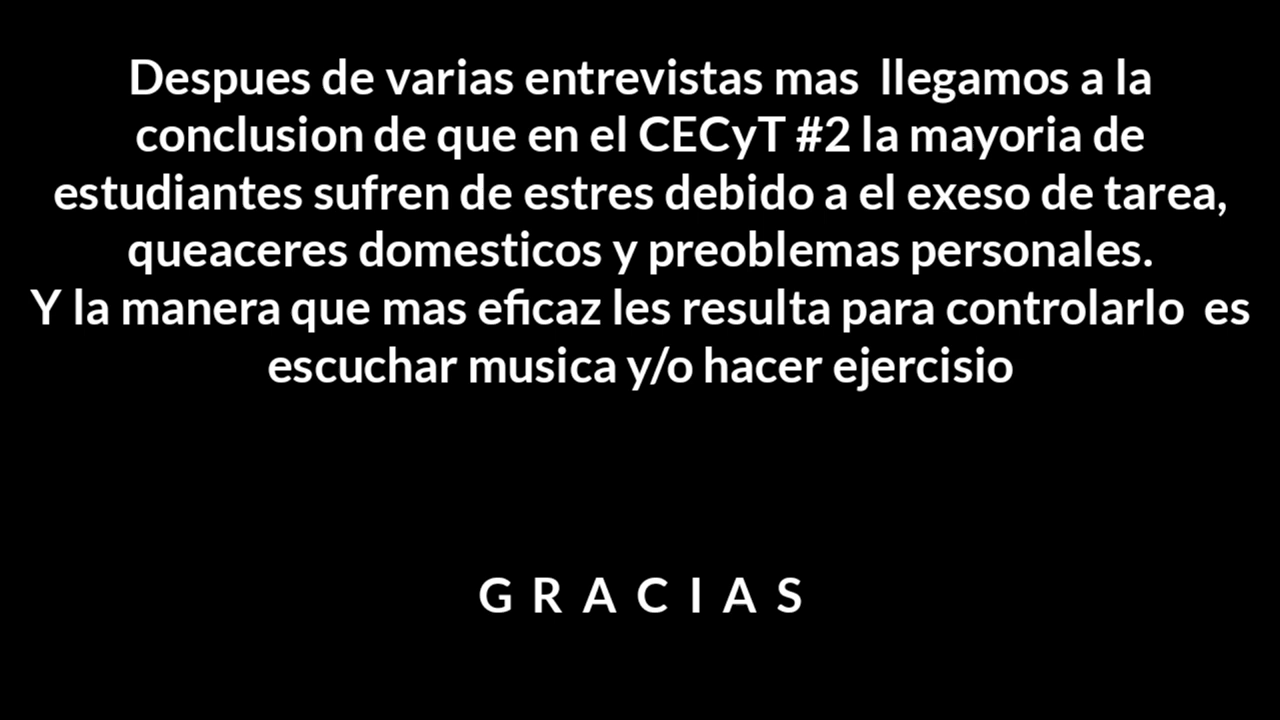 Despues de varias entrevistas mas  llegamos a la
conclusion de que en el CECyT #2 la mayoria de
estudiantes sufren de estres debido a el exeso de tarea,
queaceres domesticos y preoblemas personales.
Y la manera que mas eficaz les resulta para controlarlo  es
escuchar musica y/o hacer ejercisio
G R A C I A S